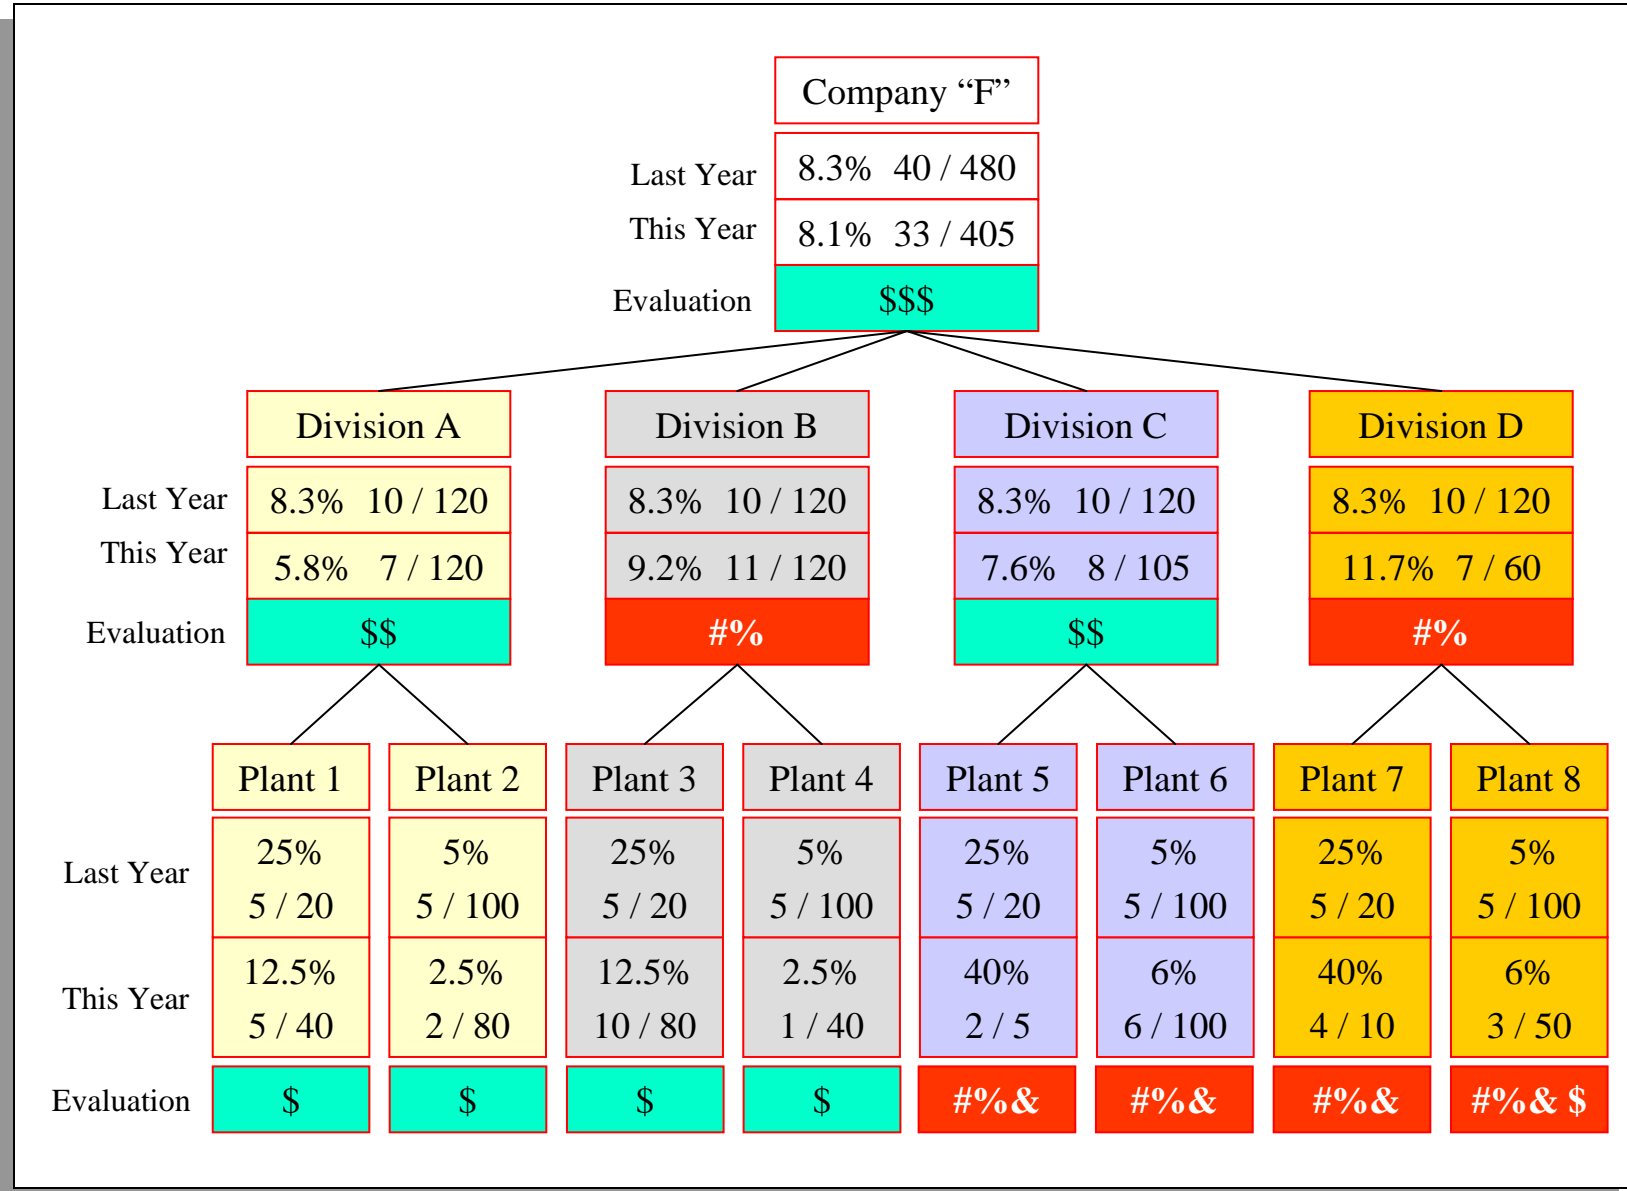 Company “F”
Last Year 8.3% 40 / 480
This Year 8.1% 33 / 405
Evaluation $$$
Division A Division B Division C Division D
Last Year 8.3% 10 / 120 8.3% 10 / 120 8.3% 10 / 120 8.3% 10 / 120
This Year 5.8% 7 / 120 9.2% 11 / 120 7.6% 8 / 105 11.7% 7 / 60
Evaluation $$ #% $$ #%
Plant 1 Plant 2 Plant 3 Plant 4 Plant 5 Plant 6 Plant 7 Plant 8
Last Year
25% 5% 25% 5% 25% 5% 25% 5%
5 / 20 5 / 100 5 / 20 5 / 100 5 / 20 5 / 100 5 / 20 5 / 100
This Year
12.5% 2.5% 12.5% 2.5% 40% 6% 40% 6%
5 / 40 2 / 80 10 / 80 1 / 40 2 / 5 6 / 100 4 / 10 3 / 50
Evaluation $ $ $ $ #%& #%& #%& #%& $